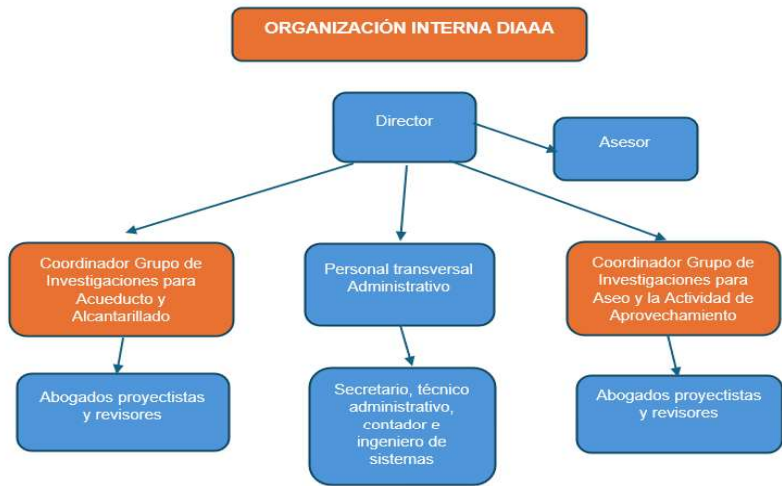 ORGANIZACIÓN INTERNA DIAAA
Director
Asesor
Coordinador Grupo de
Investigaciones para
Acueducto y
Alcantarillado
Personal transversal
Administrativo
Coordinador Grupo de
Investigaciones para
Aseo y la Actividad de
Aprovechamiento
Abogados proyectistas
y revisores
Secretario, técnico
administrativo,
contador e
ingeniero de
sistemas
Abogados proyectistas
y revisores